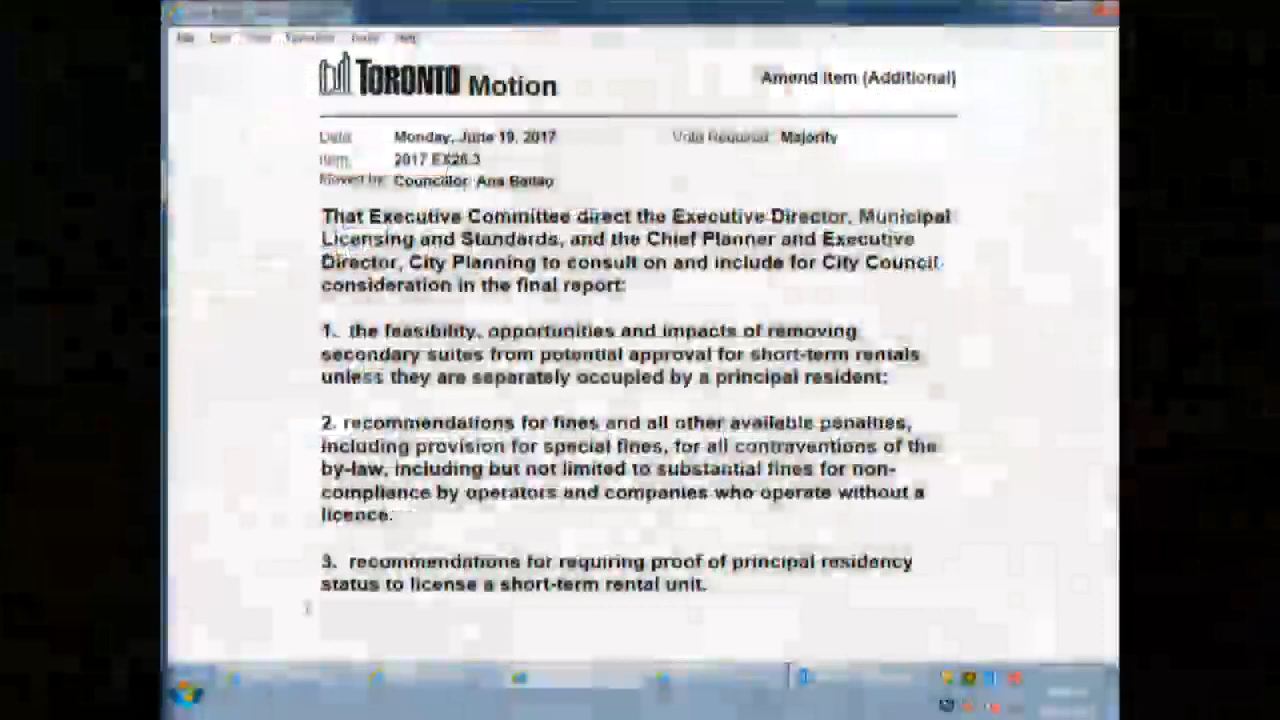 TORONTO Motion
Amend Item (Additional)
Date: Monday, June 19, 2017
Vote Required: Majority
Item: 2017.EX26.3
Moved by: Councillor Ana Bailao
That Executive Committee direct the Executive Director, Municipal
Licensing and Standards, and the Chief Planner and Executive
Director, City Planning to consult on and include for City Council
consideration in the final report:
1. the feasibility, opportunities and impacts of removing
secondary suites from potential approval for short-term rentals
unless they are separately occupied by a principal resident;
2. recommendations for fines and all other available penalties,
including provision for special fines, for all contraventions of the
by-law, including but not limited to substantial fines for non-
compliance by operators and companies who operate without a
licence.
3. recommendations for requiring proof of principal residency
status to license a short-term rental unit.